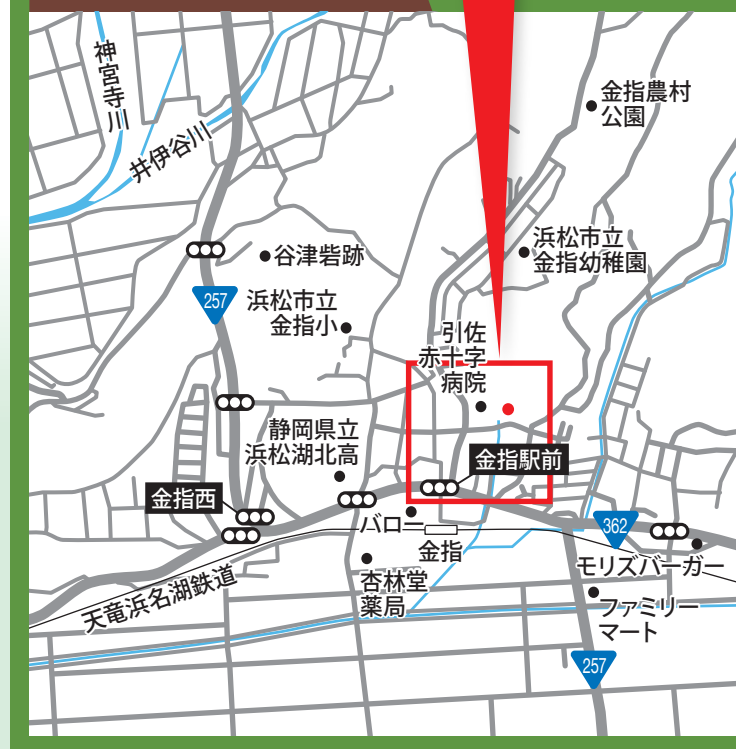 神宮寺川
井伊谷川
金指農村
公園
谷津砦跡
浜松市立
金指幼稚園
257
浜松市立
金指小
引佐
赤十字
病院
静岡県立
浜松湖北高
金指駅前
金指西
バロー
金指
362
モリズバーガー
天竜浜名湖鉄道
杏林堂
薬局
ファミリー
マート
257